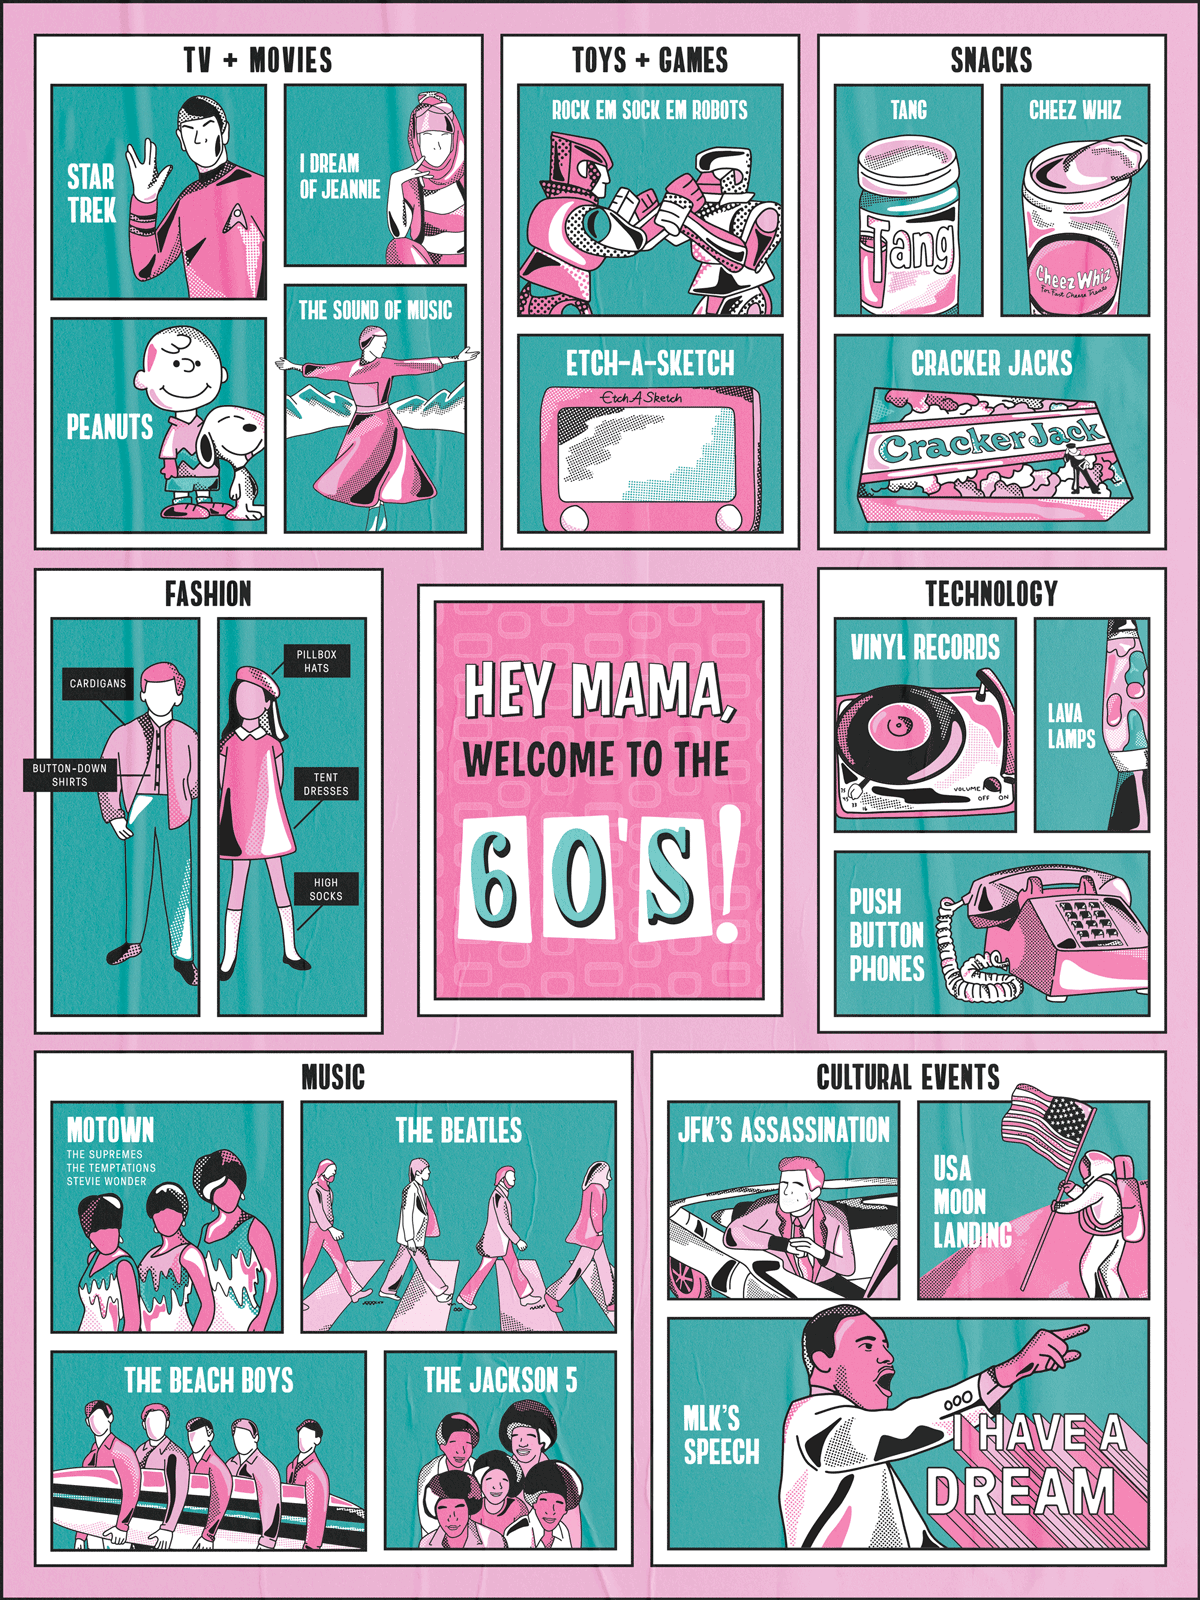 TV + MOVIES
STAR
TREK
I DREAM
OF JEANNIE
PEANUTS
THE SOUND OF MUSIC
TOYS + GAMES
ROCK EM SOCK EM ROBOTS
ETCH-A-SKETCH
Etch A Sketch
SNACKS
TANG
Tang
CHEEZ WHIZ
Cheez Whiz
For Fast Cheese Treats
CRACKER JACKS
Cracker Jack
FASHION
CARDIGANS
BUTTON-DOWN
SHIRTS
PILLBOX
HATS
TENT
DRESSES
HIGH
SOCKS
HEY MAMA,
WELCOME TO THE
60'S!
TECHNOLOGY
VINYL RECORDS
VOLUME
OFF ON
LAVA
LAMPS
PUSH
BUTTON
PHONES
MUSIC
MOTOWN
THE SUPREMES
THE TEMPTATIONS
STEVIE WONDER
THE BEATLES
THE BEACH BOYS
THE JACKSON 5
CULTURAL EVENTS
JFK'S ASSASSINATION
USA
MOON
LANDING
MLK'S
SPEECH
I HAVE A
DREAM